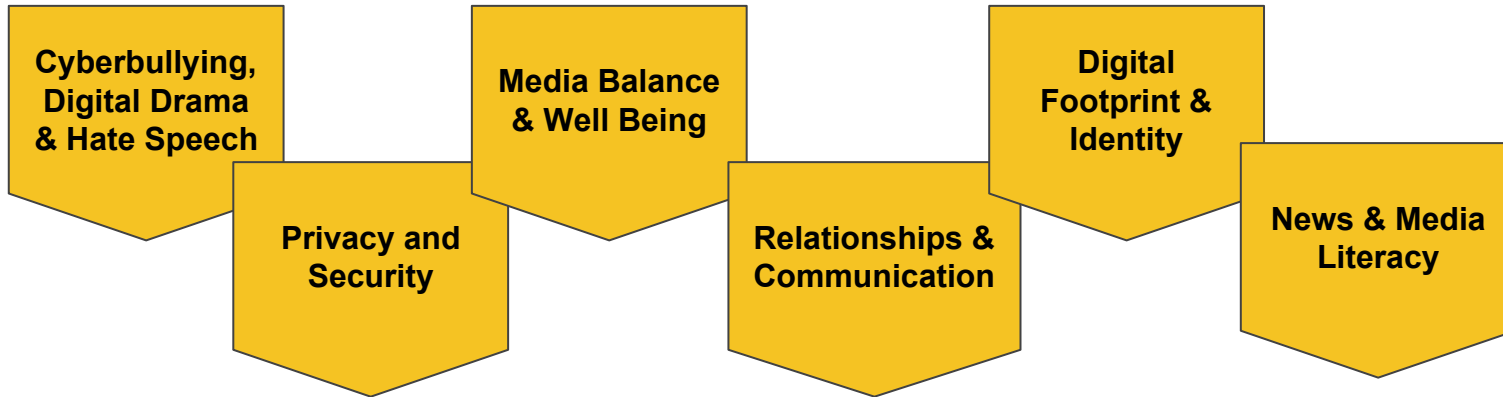 Cyberbullying,
Digital Drama
& Hate Speech
Privacy and
Security
Media Balance
& Well Being
Relationships &
Communication
Digital
Footprint &
Identity
News & Media
Literacy